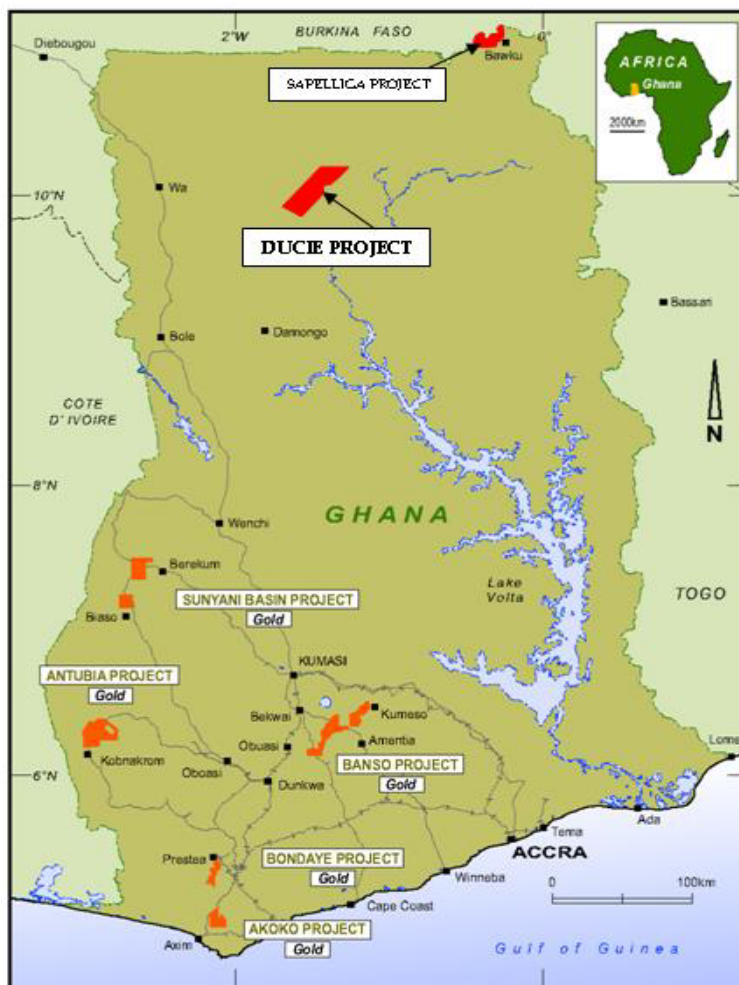 2°W
BURKINA FASO
0°
Diebougou
Bawku
SAPELLIGA PROJECT
AFRICA
Ghana
2000km
Wa
10°N
DUCIE PROJECT
Bassari
Bole
Damongo
COTE
D' IVOIRE
N
8°N
GHANA
Wenchi
Berekum
Lake
Volta
TOGO
SUNYANI BASIN PROJECT
Gold
Biaso
KUMASI
ANTUBIA PROJECT
Gold
Bekwai
Kumeso
Obuasi
Amentia
Lome
Kobnakrom
Oboasi
BANSO PROJECT
Gold
6°N
Dunkwa
Ada
Tema
ACCRA
Prestea
BONDAYE PROJECT
Gold
Winneba
0
100km
Cape Coast
AKOKO PROJECT
Gold
Axim
Gulf of Guinea